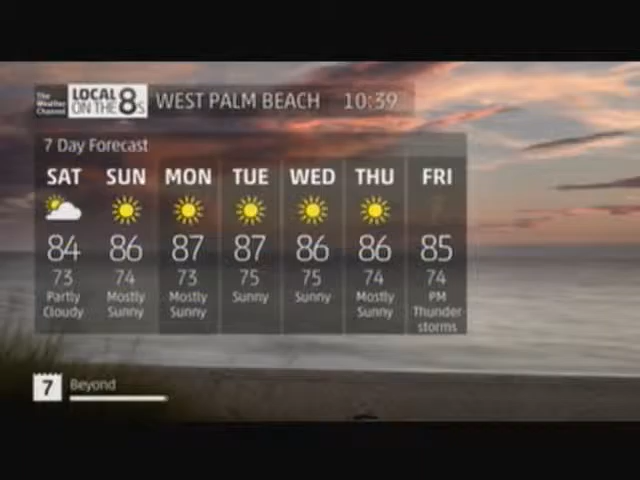 The Weather Channel
LOCAL ON THE 8s
WEST PALM BEACH 10:39
7 Day Forecast
SAT SUN MON TUE WED THU FRI
84 86 87 87 86 86 85
73 74 73 75 75 74 74
Partly Mostly Mostly Sunny Sunny Mostly PM
Cloudy Sunny Sunny Sunny Thunder
storms
7 Beyond